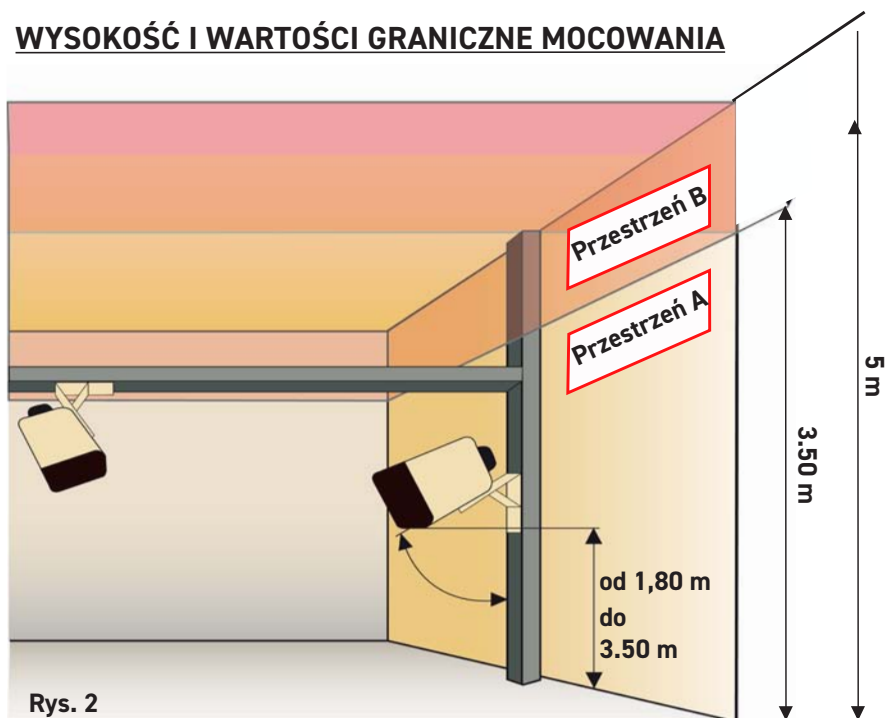 WYSOKOŚĆ I WARTOŚCI GRANICZNE MOCOWANIA
Przestrzeń B
Przestrzeń A
5 m
3.50 m
od 1,80 m
do
3.50 m
Rys. 2